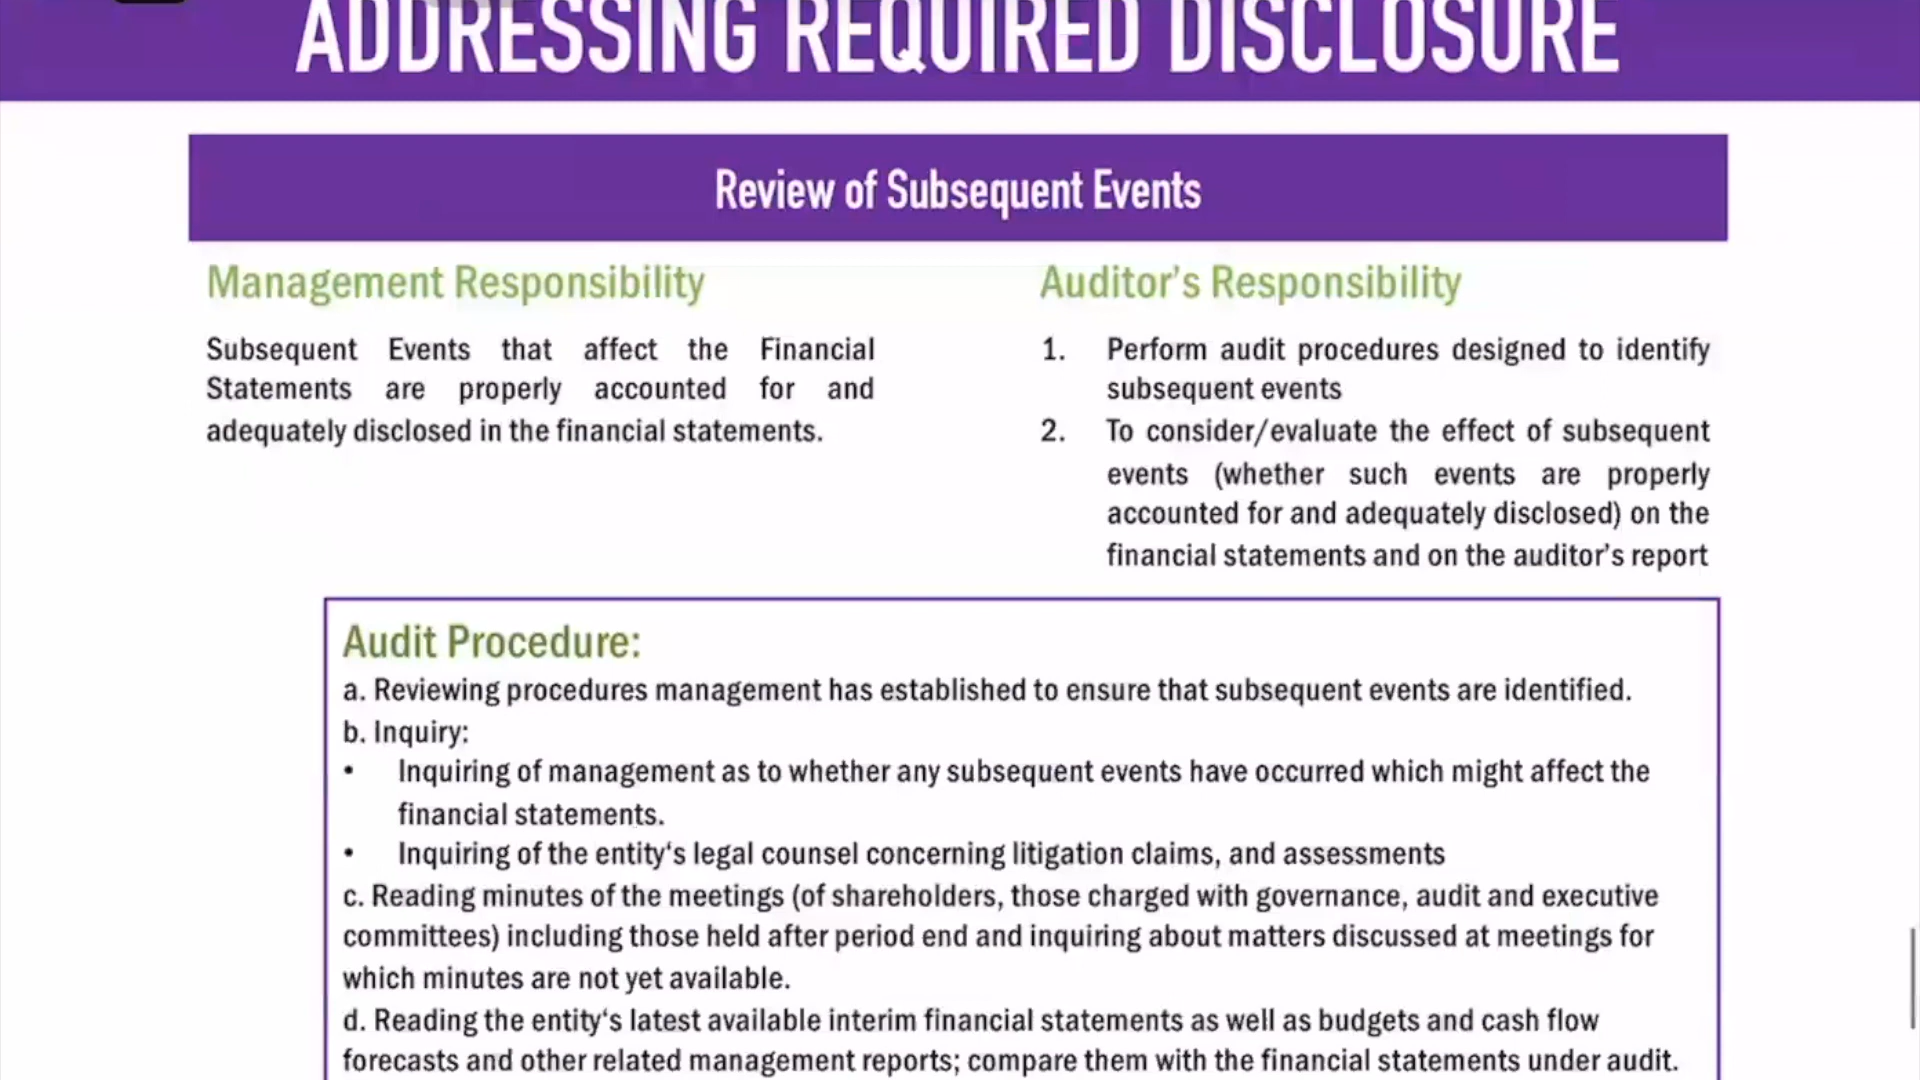 ADDRESSING REQUIRED DISCLOSURE
Review of Subsequent Events
Management Responsibility
Subsequent Events that affect the Financial
Statements are properly accounted for and
adequately disclosed in the financial statements.
Auditor's Responsibility
1. Perform audit procedures designed to identify
subsequent events
2. To consider/evaluate the effect of subsequent
events (whether such events are properly
accounted for and adequately disclosed) on the
financial statements and on the auditor's report
Audit Procedure:
a. Reviewing procedures management has established to ensure that subsequent events are identified.
b. Inquiry:
• Inquiring of management as to whether any subsequent events have occurred which might affect the
financial statements.
• Inquiring of the entity's legal counsel concerning litigation claims, and assessments
c. Reading minutes of the meetings (of shareholders, those charged with governance, audit and executive
committees) including those held after period end and inquiring about matters discussed at meetings for
which minutes are not yet available.
d. Reading the entity's latest available interim financial statements as well as budgets and cash flow
forecasts and other related management reports; compare them with the financial statements under audit.